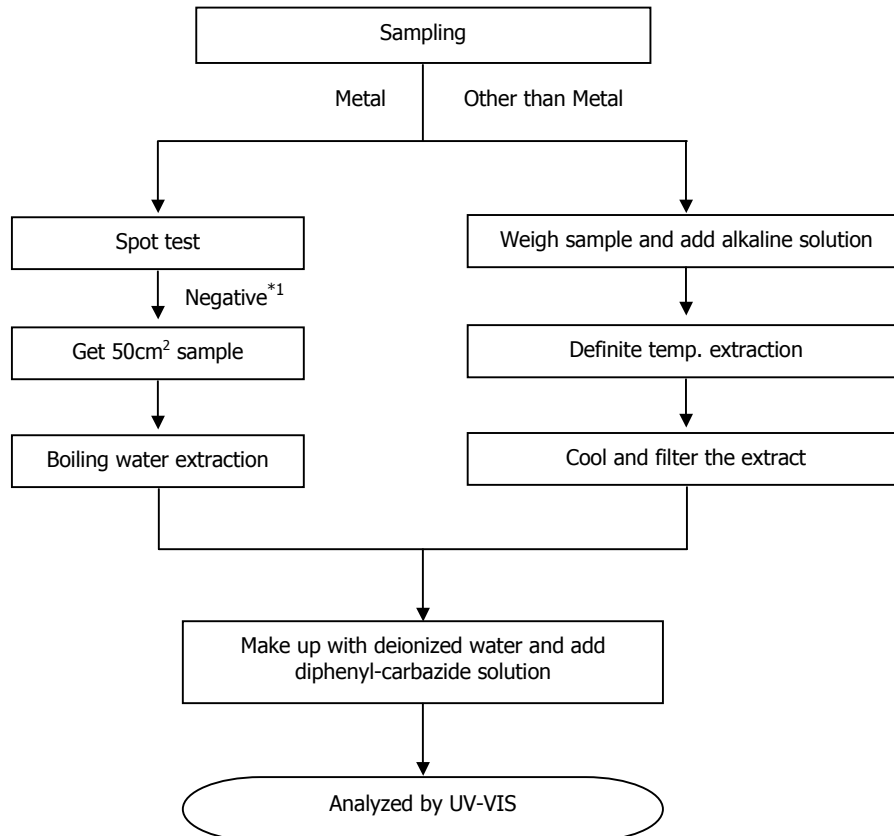 Sampling
Metal
Other than Metal
Spot test
Negative*1
Get 50cm2 sample
Boiling water extraction
Weigh sample and add alkaline solution
Definite temp. extraction
Cool and filter the extract
Make up with deionized water and add
diphenyl-carbazide solution
Analyzed by UV-VIS